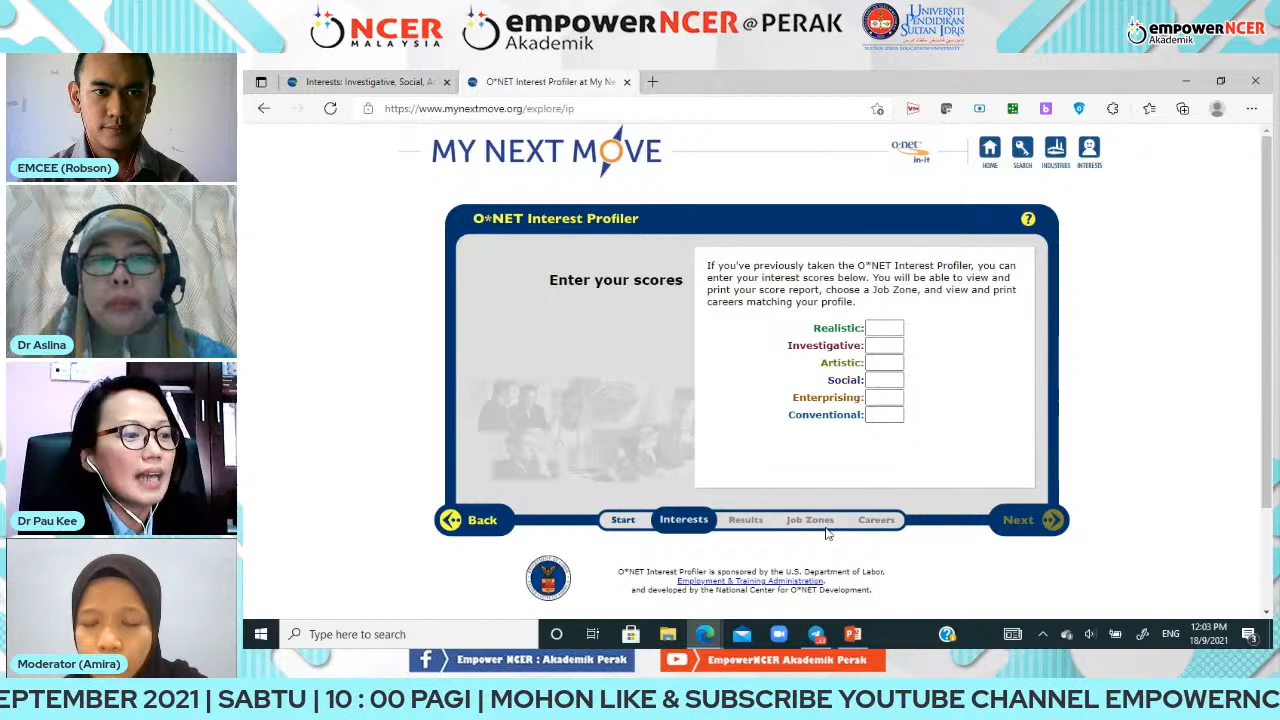 NCER
MALAYSIA
empowerNCER @ PERAK
Akademik
UNIVERSITI
PENDIDIKAN
SULTAN IDRIS
SULTAN IDRIS EDUCATION UNIVERSITY
empowerNCER
Akademik
EMCEE (Robson)
Dr Aslina
Dr Pau Kee
Moderator (Amira)
Interests: Investigative, Social, A
O*NET Interest Profiler at My Ne
https://www.mynextmove.org/explore/ip
MY NEXT MOVE
o·net
in-it
HOME
SEARCH
INDUSTRIES
INTERESTS
O*NET Interest Profiler
?
Enter your scores
If you've previously taken the O*NET Interest Profiler, you can
enter your interest scores below. You will be able to view and
print your score report, choose a Job Zone, and view and print
careers matching your profile.
Realistic:
Investigative:
Artistic:
Social:
Enterprising:
Conventional:
Back
Start
Interests
Results
Job Zones
Careers
Next
O*NET Interest Profiler is sponsored by the U.S. Department of Labor,
Employment & Training Administration,
and developed by the National Center for O*NET Development.
Type here to search
ENG
12:03 PM
18/9/2021
Empower NCER : Akademik Perak
EmpowerNCER Akademik Perak
EPTEMBER 2021 | SABTU | 10 : 00 PAGI | MOHON LIKE & SUBSCRIBE YOUTUBE CHANNEL EMPOWERNC